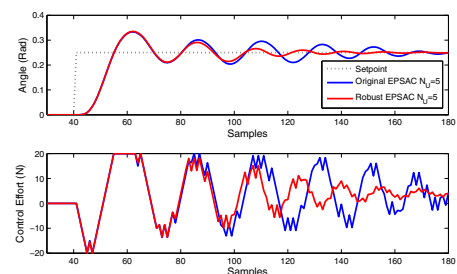 0.4
0.3
0.2
0.1
0
Angle (Rad)
40 60 80 100 120 140 160 180
Samples
Setpoint
Original EPSAC N_U=5
Robust EPSAC N_U=5
20
10
0
−10
−20
Control Effort (N)
40 60 80 100 120 140 160 180
Samples